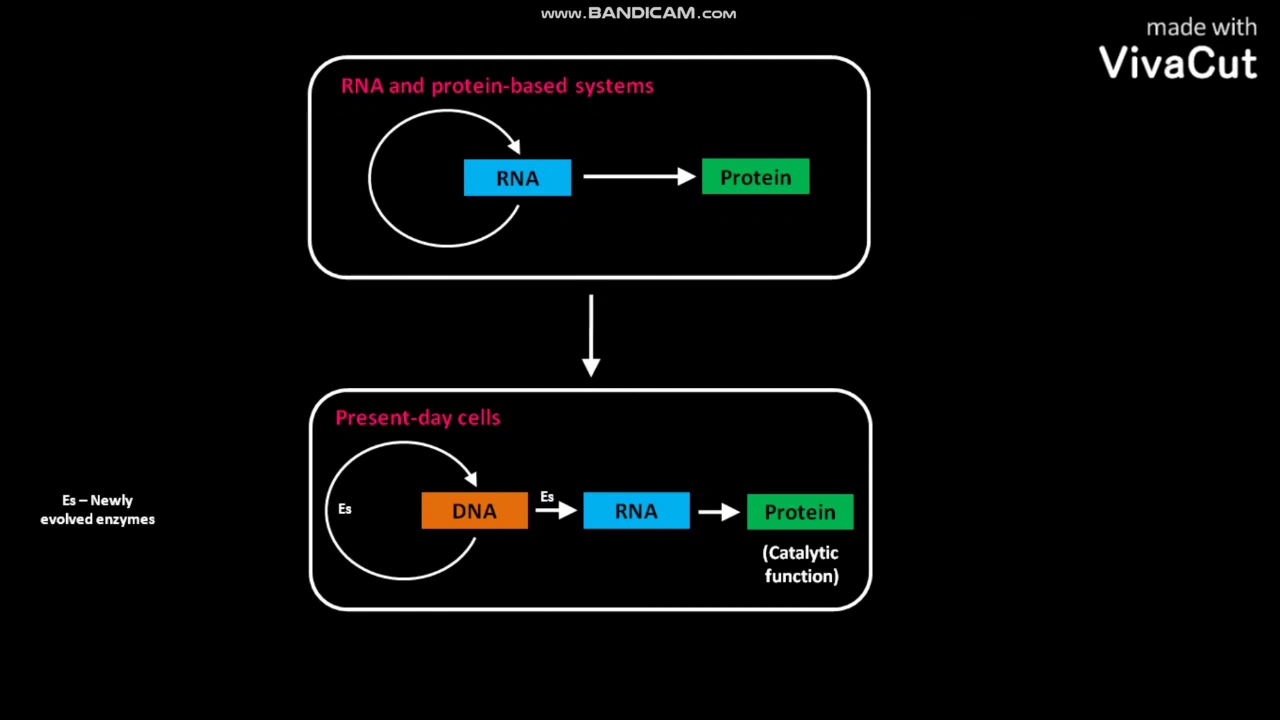 www.BANDICAM.com
made with
VivaCut
RNA and protein-based systems
RNA
Protein
Present-day cells
Es – Newly
evolved enzymes
Es
DNA
Es
RNA
Protein
(Catalytic
function)